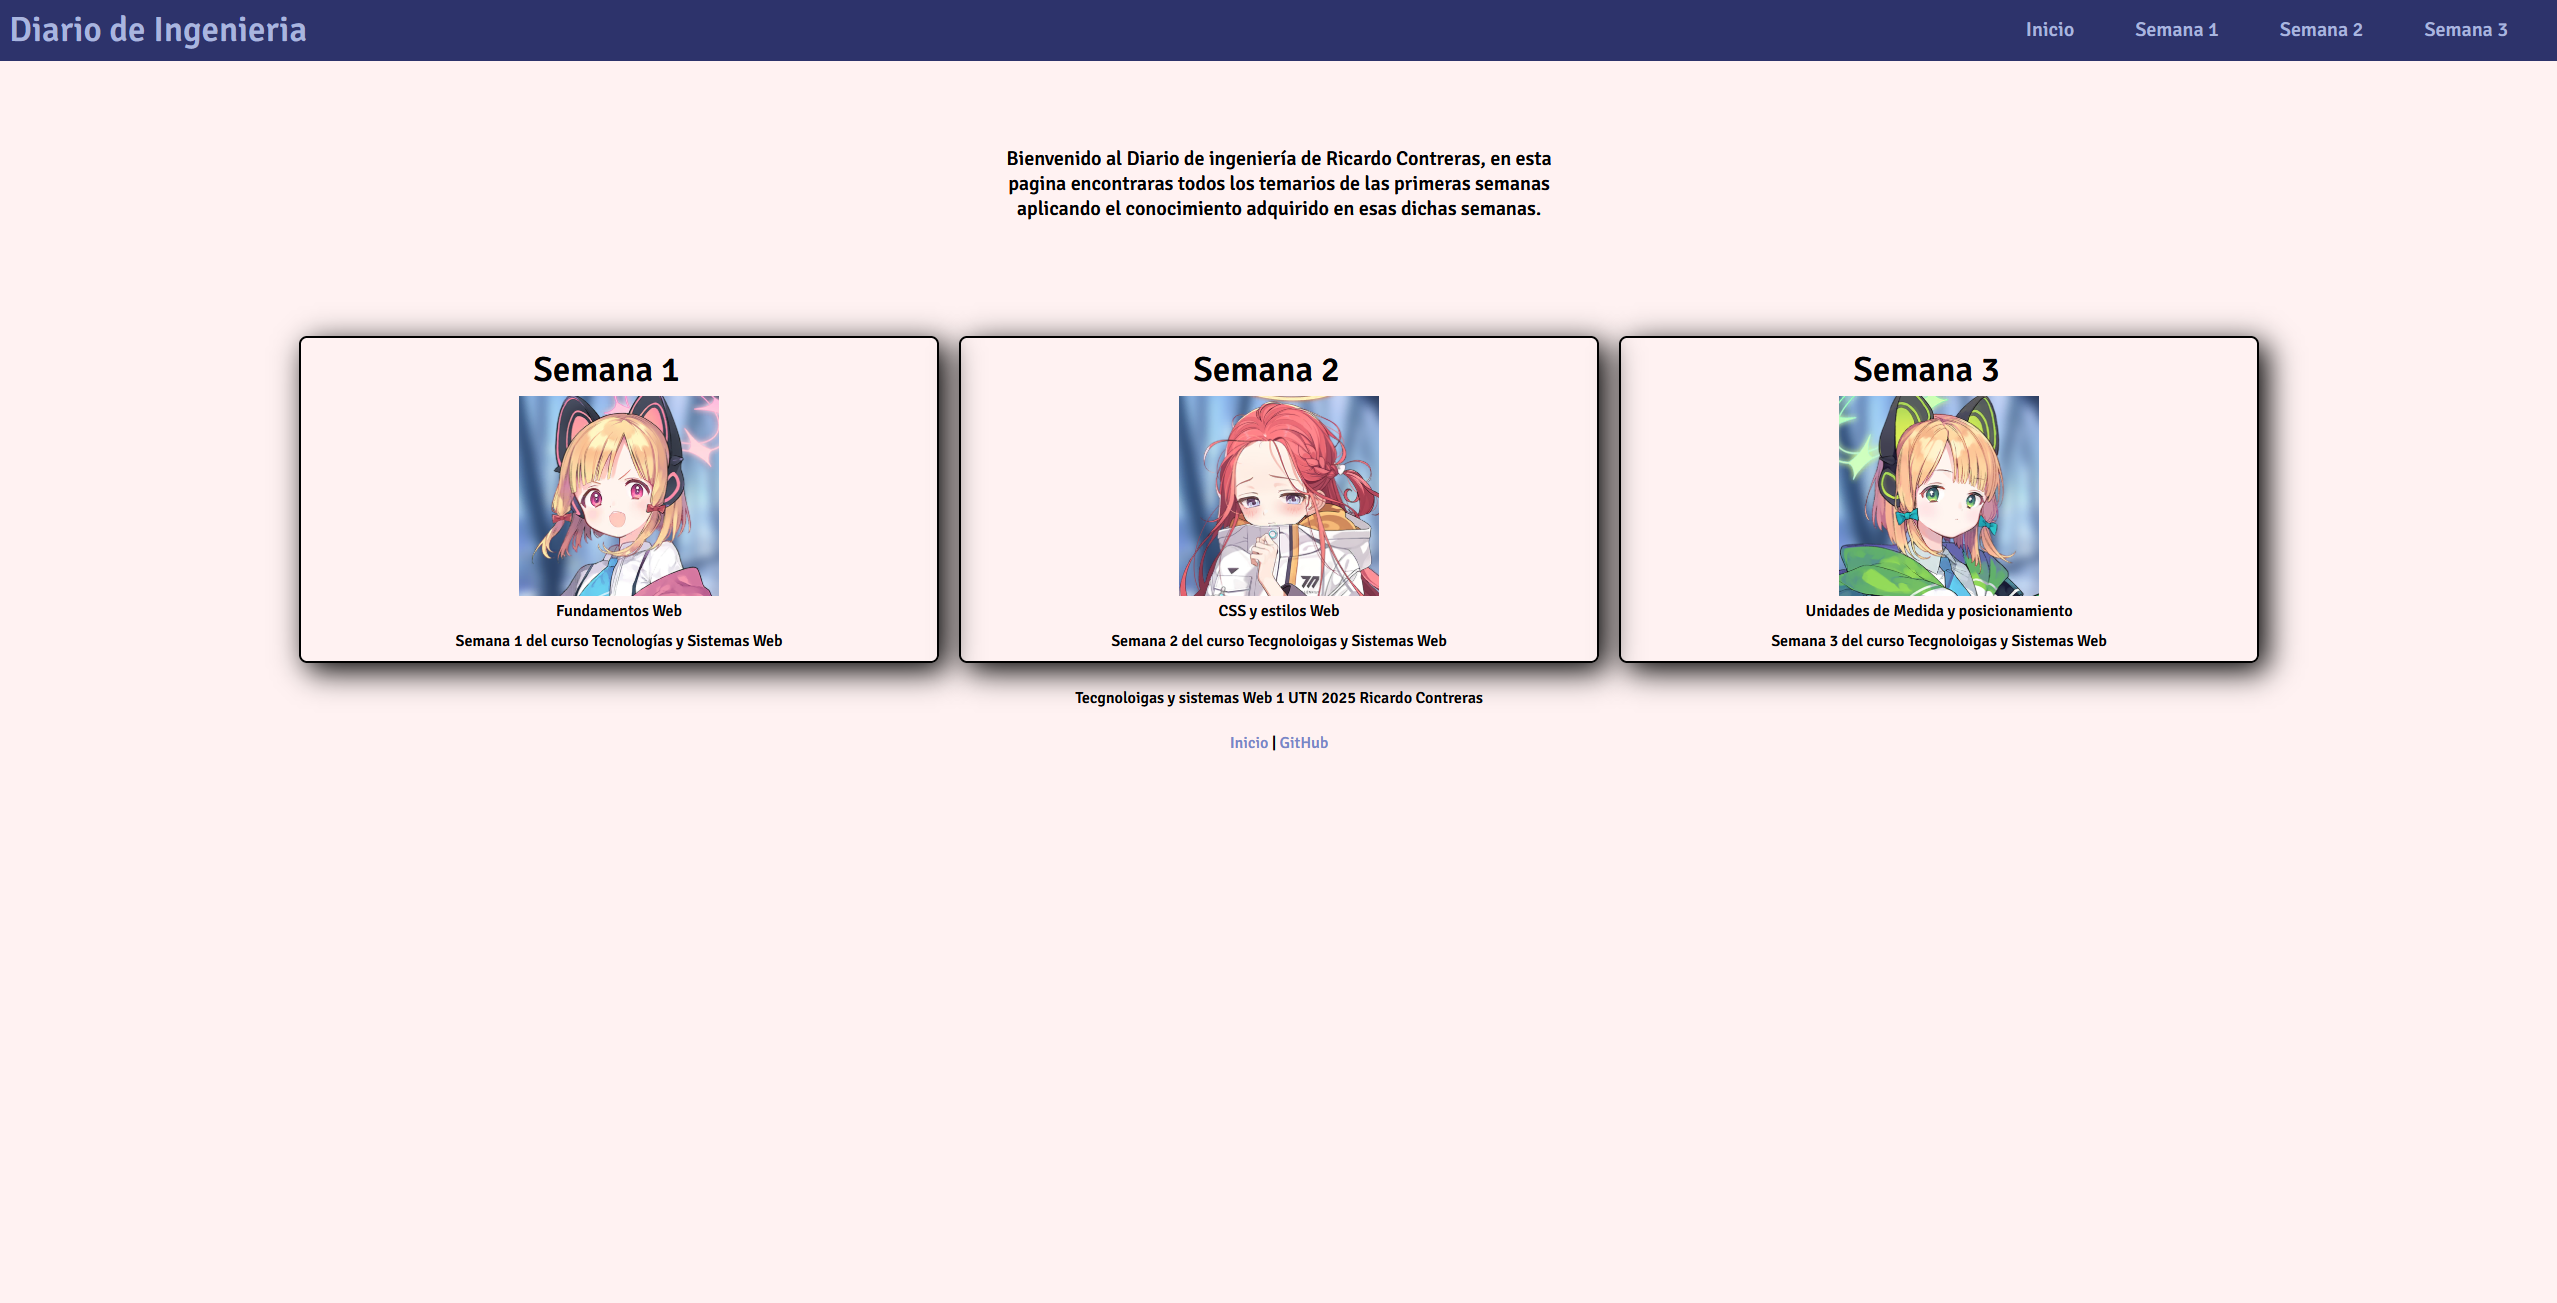 Diario de Ingenieria
Inicio
Semana 1
Semana 2
Semana 3
Bienvenido al Diario de ingeniería de Ricardo Contreras, en esta
pagina encontraras todos los temarios de las primeras semanas
aplicando el conocimiento adquirido en esas dichas semanas.
Semana 1
Fundamentos Web
Semana 1 del curso Tecnologías y Sistemas Web
Semana 2
CSS y estilos Web
Semana 2 del curso Tecgnoloigas y Sistemas Web
Semana 3
Unidades de Medida y posicionamiento
Semana 3 del curso Tecgnoloigas y Sistemas Web
Tecgnoloigas y sistemas Web 1 UTN 2025 Ricardo Contreras
Inicio | GitHub